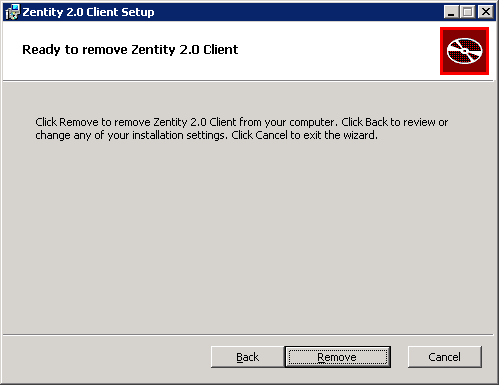 Zentity 2.0 Client Setup
Ready to remove Zentity 2.0 Client
Click Remove to remove Zentity 2.0 Client from your computer. Click Back to review or
change any of your installation settings. Click Cancel to exit the wizard.
Back Remove Cancel